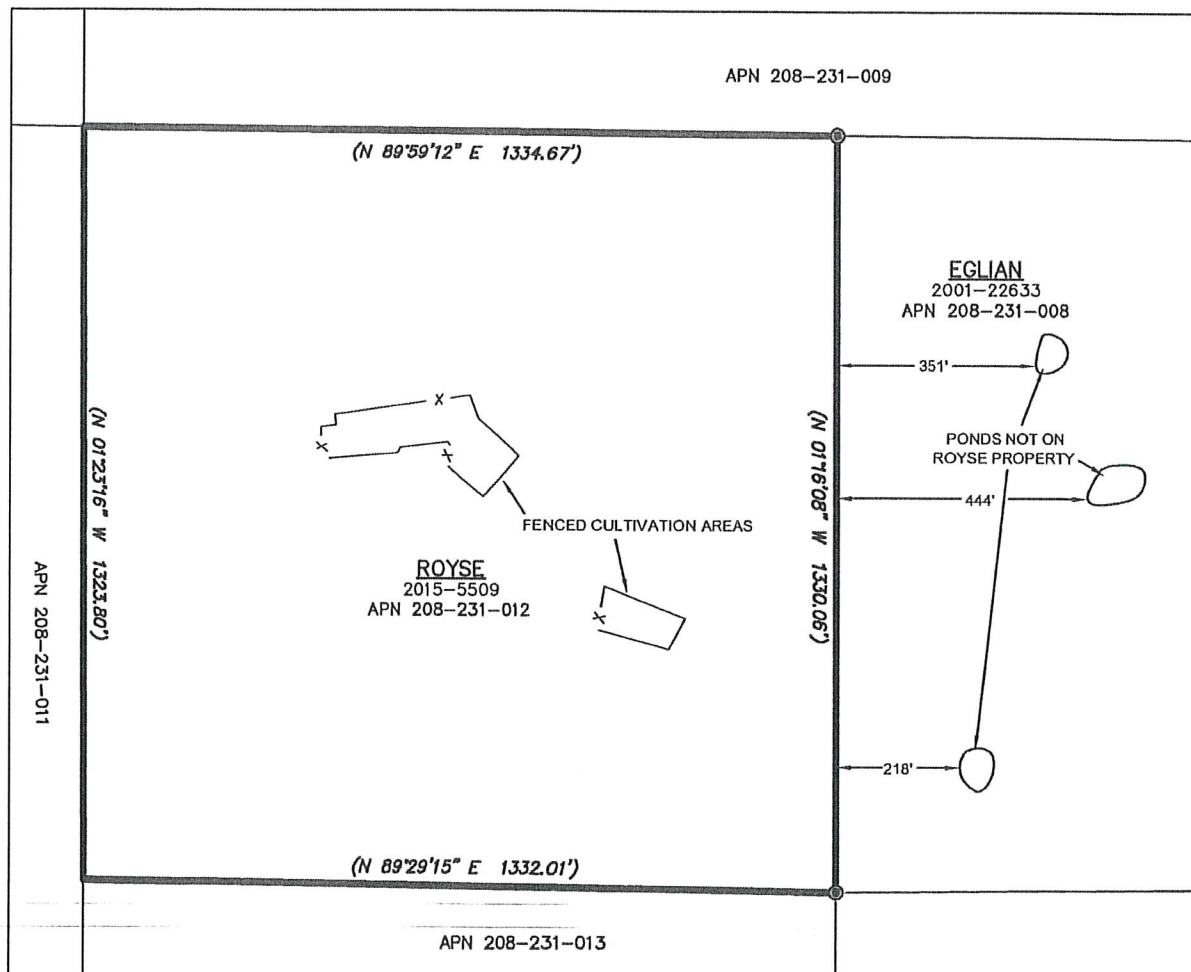 APN 208-231-009
(N 89°59'12" E 1334.67')
EGLIAN
2001-22633
APN 208-231-008
351'
(N 01°23'16" W 1323.80')
(N 01°16'08" W 1330.06')
PONDS NOT ON
ROYSE PROPERTY
444'
FENCED CULTIVATION AREAS
ROYSE
2015-5509
APN 208-231-012
APN 208-231-011
218'
(N 89°29'15" E 1332.01')
APN 208-231-013